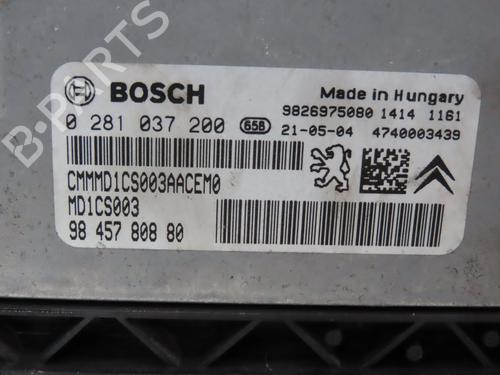 BOSCH
Made in Hungary
9826975080 1414 1161
0 281 037 200 65B 21-05-04 4740003439
CMMMD1CS003AACEM0
MD1CS003
98 457 808 80
B-PARTS